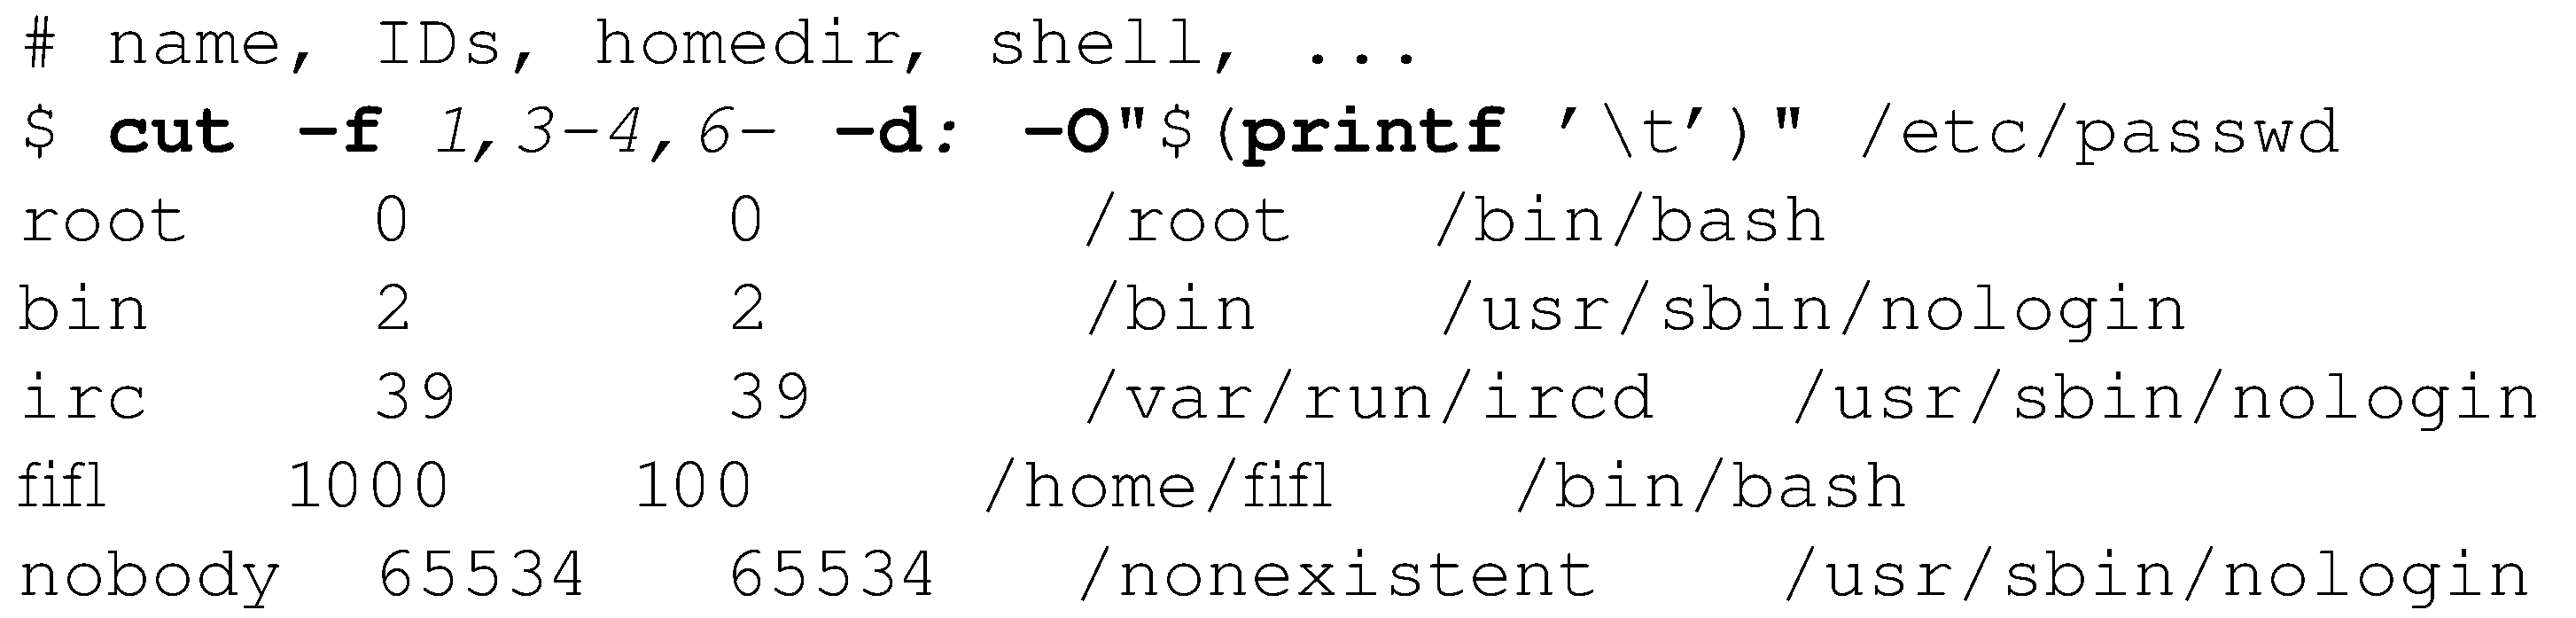 # name, IDs, homedir, shell, ...
$ cut -f 1,3-4,6- -d: -O"$(printf '\t')" /etc/passwd
root 0 0 /root /bin/bash
bin 2 2 /bin /usr/sbin/nologin
irc 39 39 /var/run/ircd /usr/sbin/nologin
fifl 1000 100 /home/fifl /bin/bash
nobody 65534 65534 /nonexistent /usr/sbin/nologin